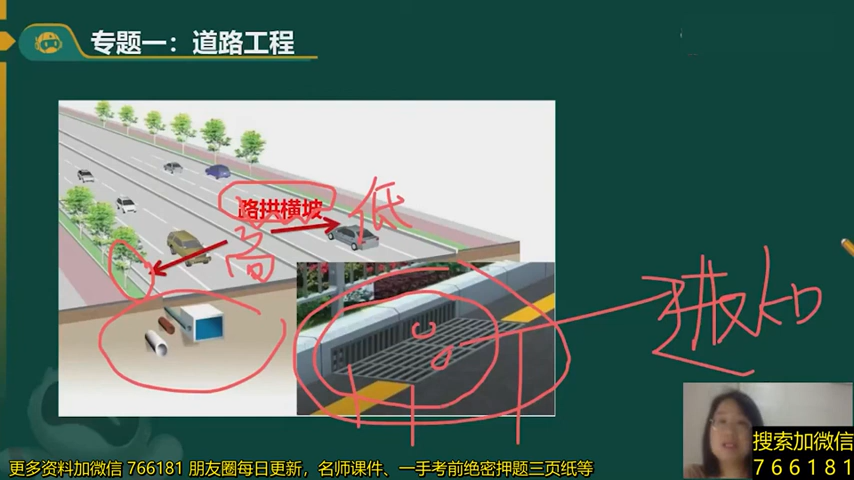 专题一：道路工程
路拱横坡
低
高
搜索加微信
766181
更多资料加微信 766181 朋友圈每日更新，名师课件、一手考前绝密押题三页纸等